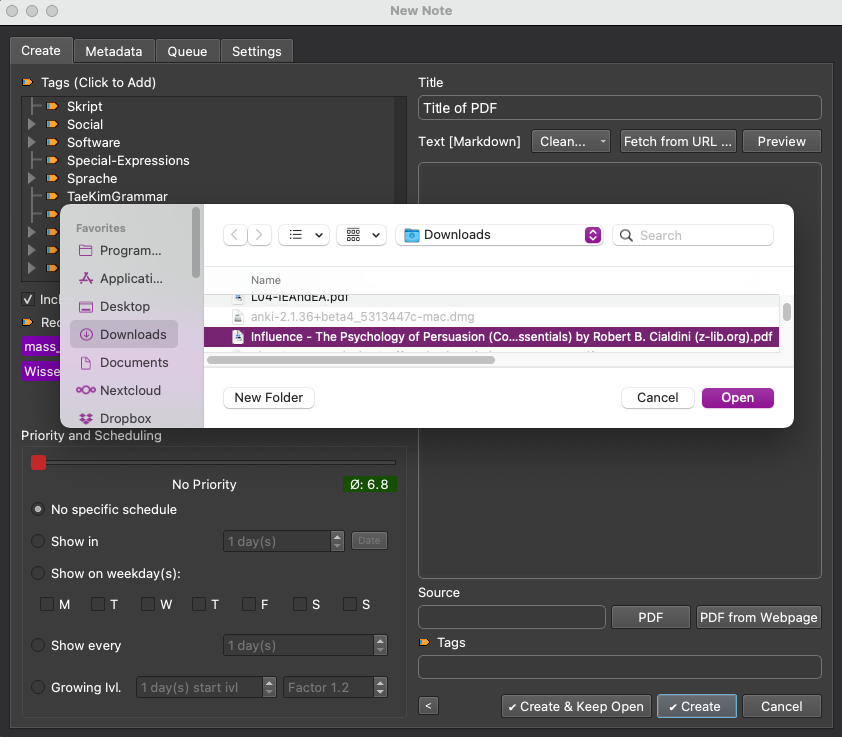 New Note
Create
Metadata
Queue
Settings
Tags (Click to Add)
Skript
Social
Software
Special-Expressions
Sprache
TaeKimGrammar
Incl
Rec
mass_
Wisse
Title
Title of PDF
Text [Markdown]
Clean...
Fetch from URL ...
Preview
Favorites
Program...
Applicati...
Desktop
Downloads
Documents
Nextcloud
Dropbox
Downloads
Search
Name
L04-IEAndEA.pdf
anki-2.1.36+beta4_5313447c-mac.dmg
Influence - The Psychology of Persuasion (Co...ssentials) by Robert B. Cialdini (z-lib.org).pdf
New Folder
Cancel
Open
Priority and Scheduling
No Priority
Ø: 6.8
No specific schedule
Show in
1 day(s)
Date
Show on weekday(s):
M T W T F S S
Show every
1 day(s)
Growing lvl.
1 day(s) start ivl
Factor 1.2
Source
PDF
PDF from Webpage
Tags
<
✔ Create & Keep Open
✔ Create
Cancel